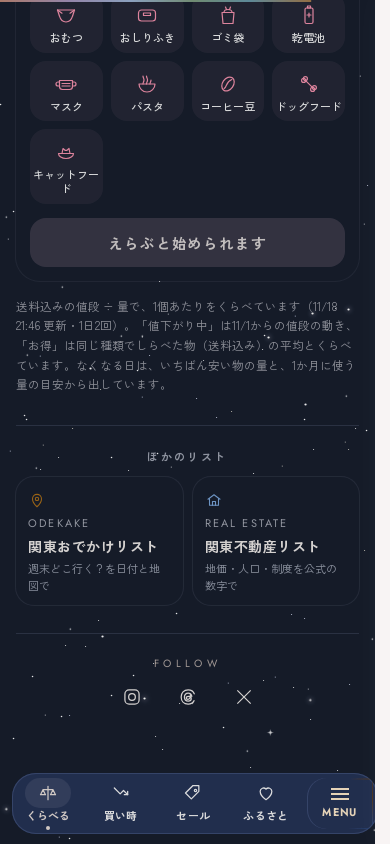 おむつ
おしりふき
ゴミ袋
乾電池
マスク
パスタ
コーヒー豆
ドッグフード
キャットフー
ド
えらぶと始められます
送料込みの値段 ÷ 量で、1個あたりをくらべています（11/18
21:46 更新・1日2回）。「値下がり中」は11/1からの値段の動き、
「お得」は同じ種類でしらべた物（送料込み）の平均とくらべ
ています。なくなる日は、いちばん安い物の量と、1か月に使う
量の目安から出しています。
ほかのリスト
ODEKAKE
関東おでかけリスト
週末どこ行く？を日付と地
図で
REAL ESTATE
関東不動産リスト
地価・人口・制度を公式の
数字で
FOLLOW
くらべる
買い時
セール
ふるさと
MENU